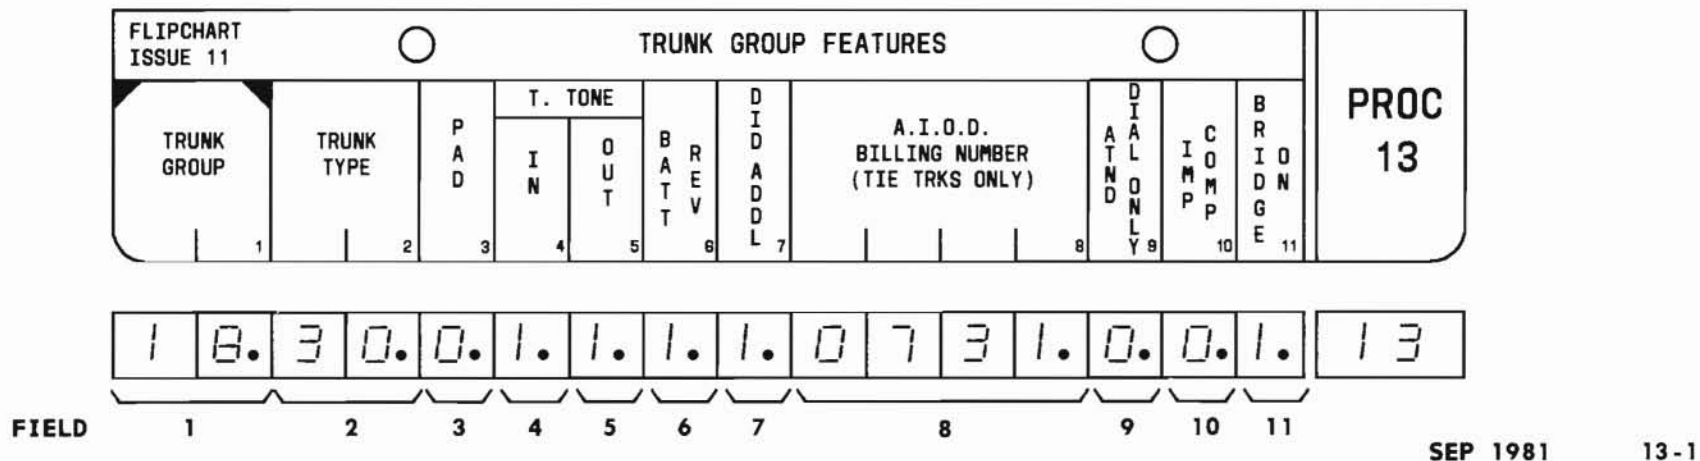 FLIPCHART
ISSUE 11
TRUNK GROUP FEATURES
PROC
13
TRUNK
GROUP
1
TRUNK
TYPE
2
PAD
3
T. TONE
IN
4
OUT
5
BATT REV
6
DID ADDL
7
A.I.O.D.
BILLING NUMBER
(TIE TRKS ONLY)
8
ATND DIAL ONLY
9
IMP COMP
10
BRIDGE ON
11
1 8. 3 0. 0. 1. 1. 1. 1. 0 7 3 1. 0. 0. 1. 1 3
FIELD 1 2 3 4 5 6 7 8 9 10 11
SEP 1981 13-1